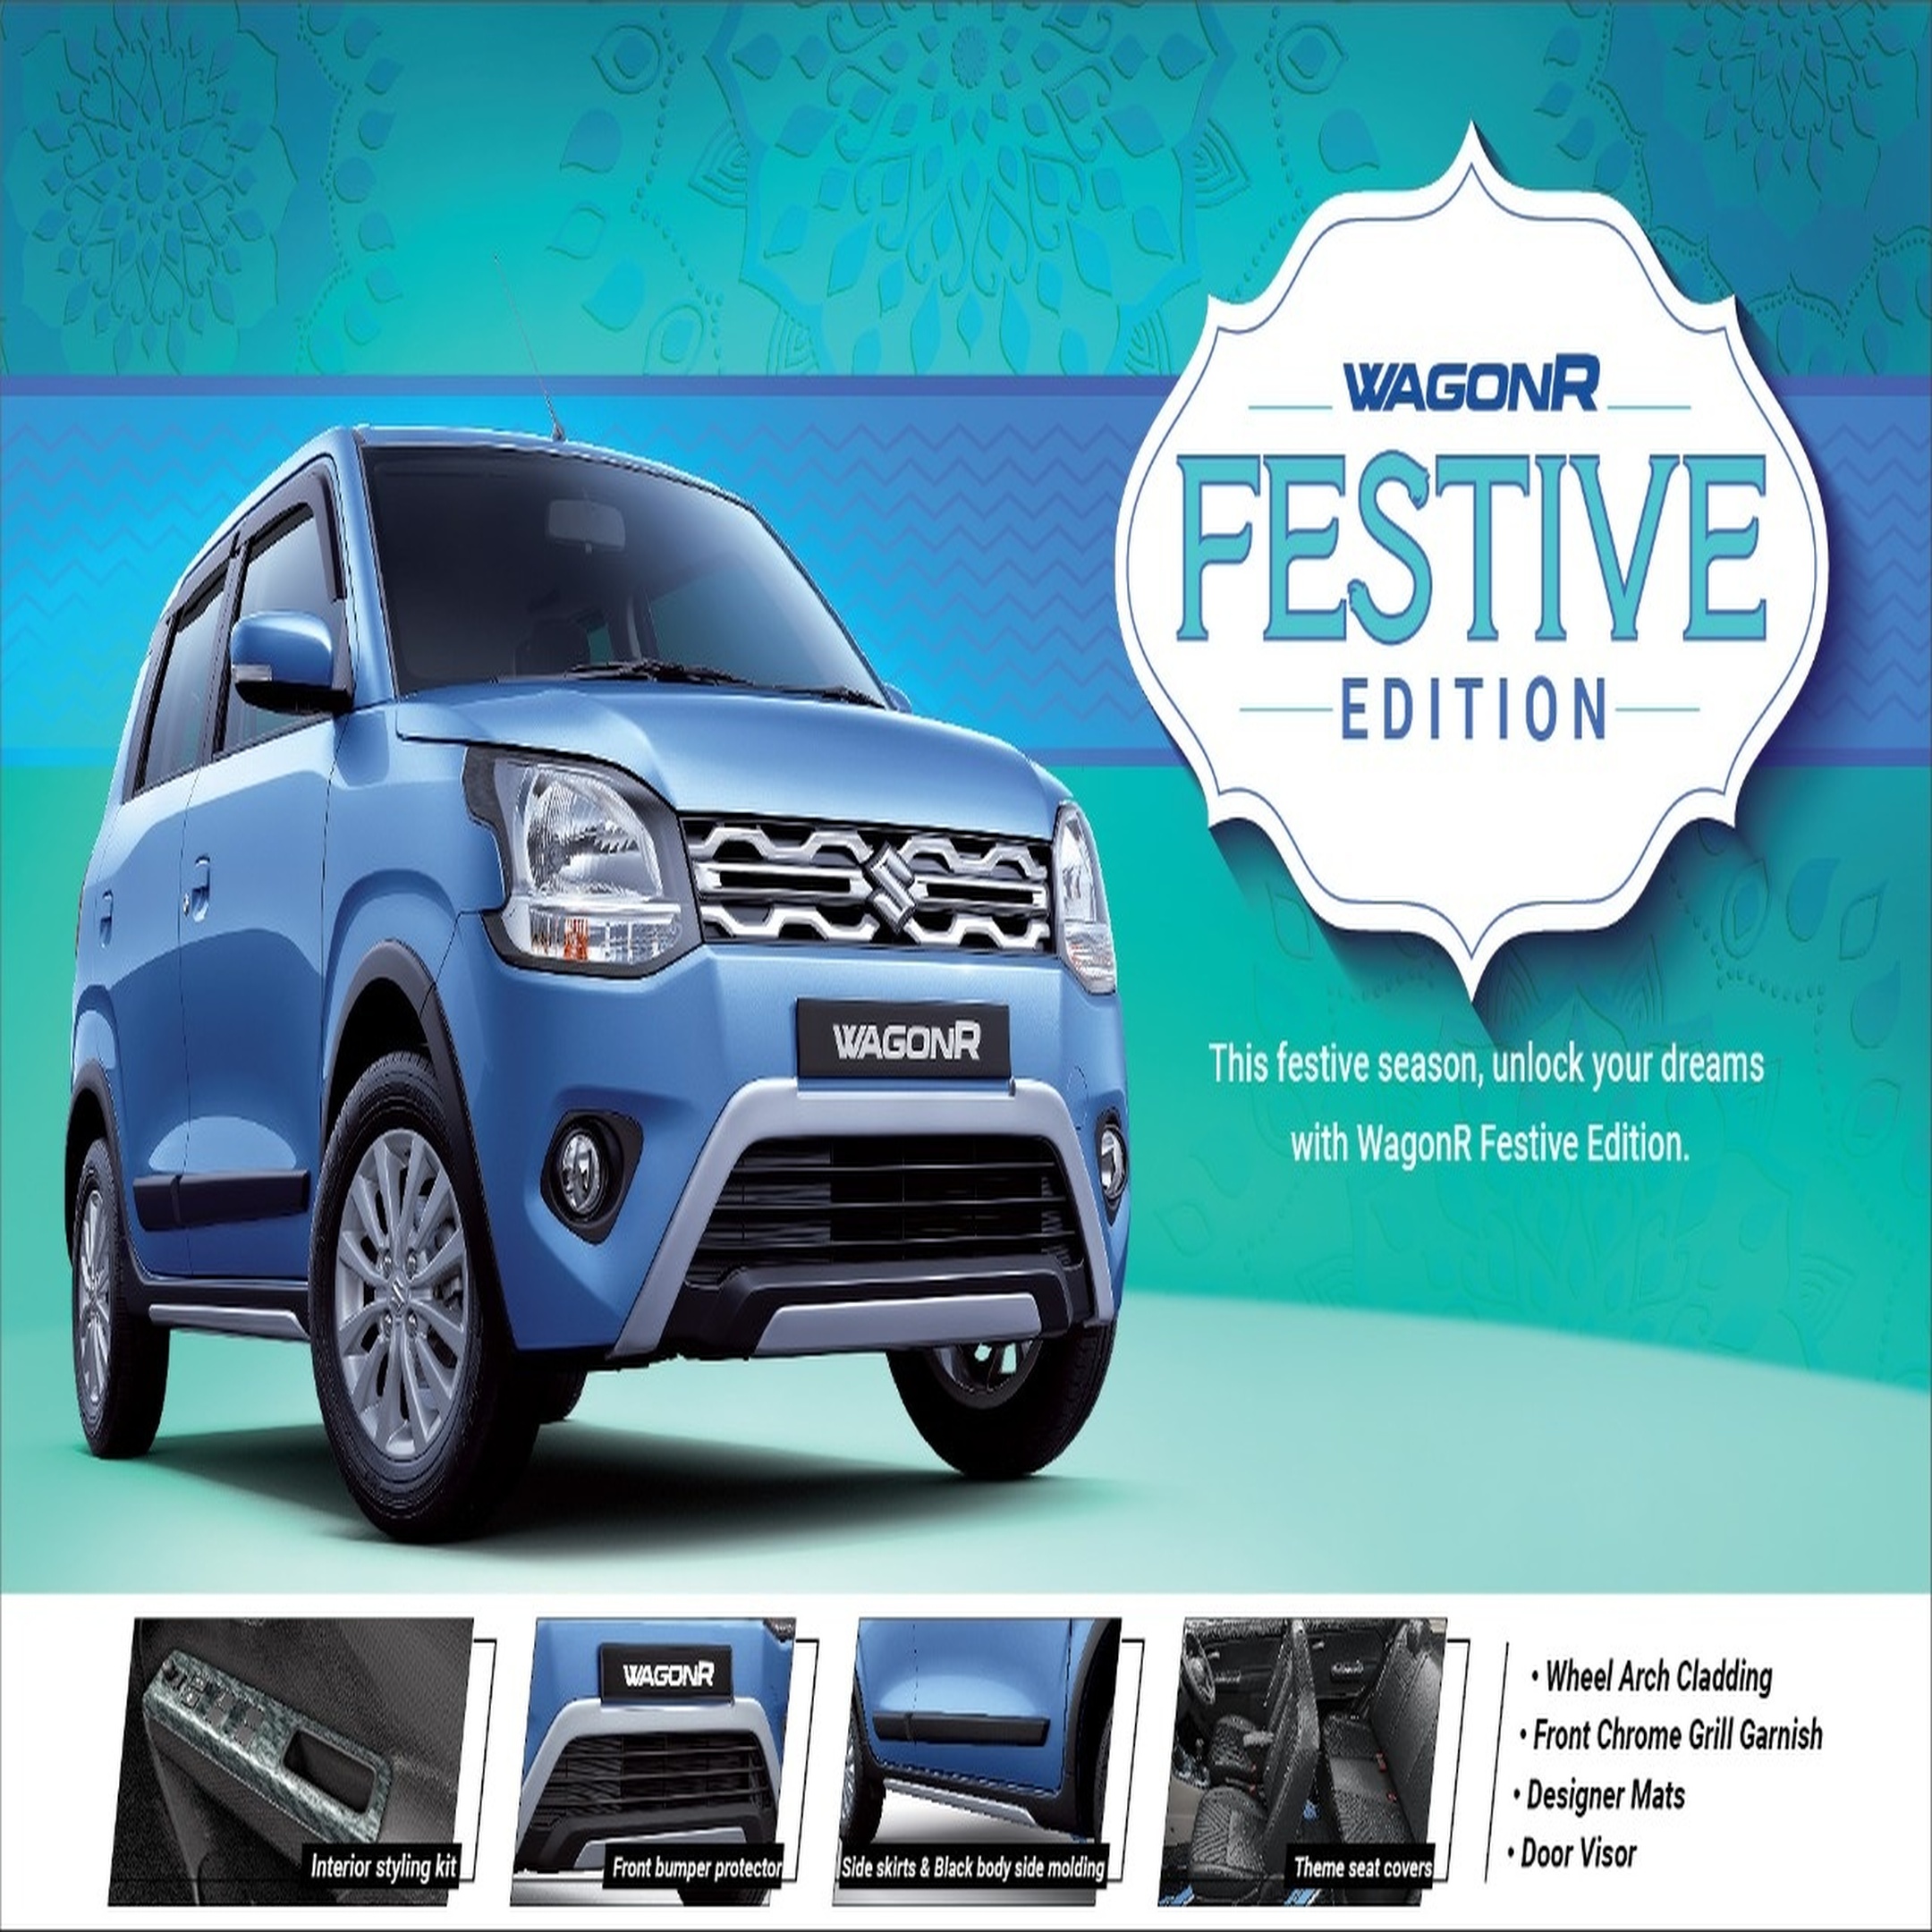 WAGONR
FESTIVE
EDITION
WAGONR
This festive season, unlock your dreams
with WagonR Festive Edition.
WAGONR
Interior styling kit
Front bumper protector
Side skirts & Black body side molding
Theme seat covers
• Wheel Arch Cladding
• Front Chrome Grill Garnish
• Designer Mats
• Door Visor